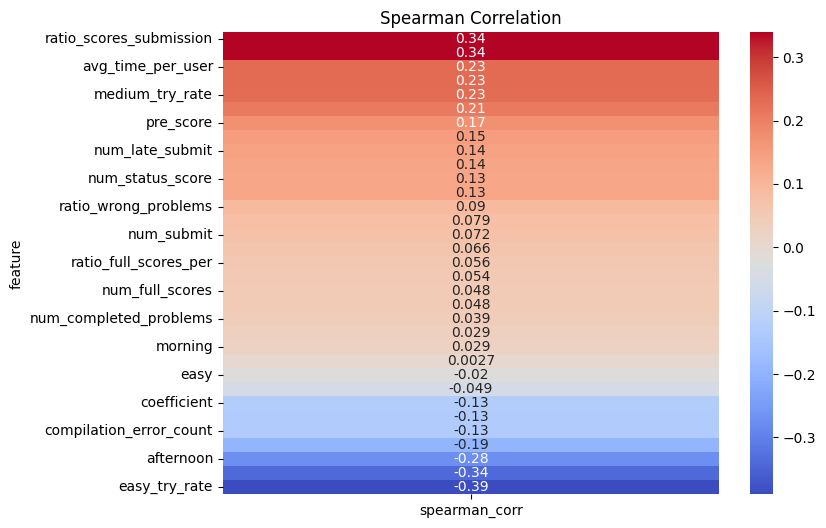 Spearman Correlation
ratio_scores_submission
0.34
0.34
avg_time_per_user
0.23
0.23
medium_try_rate
0.23
0.21
pre_score
0.17
0.15
num_late_submit
0.14
0.14
num_status_score
0.13
0.13
ratio_wrong_problems
0.09
0.079
num_submit
0.072
0.066
ratio_full_scores_per
0.056
0.054
num_full_scores
0.048
0.048
num_completed_problems
0.039
0.029
morning
0.029
0.0027
easy
-0.02
-0.049
coefficient
-0.13
-0.13
compilation_error_count
-0.13
-0.19
afternoon
-0.28
-0.34
easy_try_rate
-0.39
feature
spearman_corr
0.3
0.2
0.1
0.0
−0.1
−0.2
−0.3